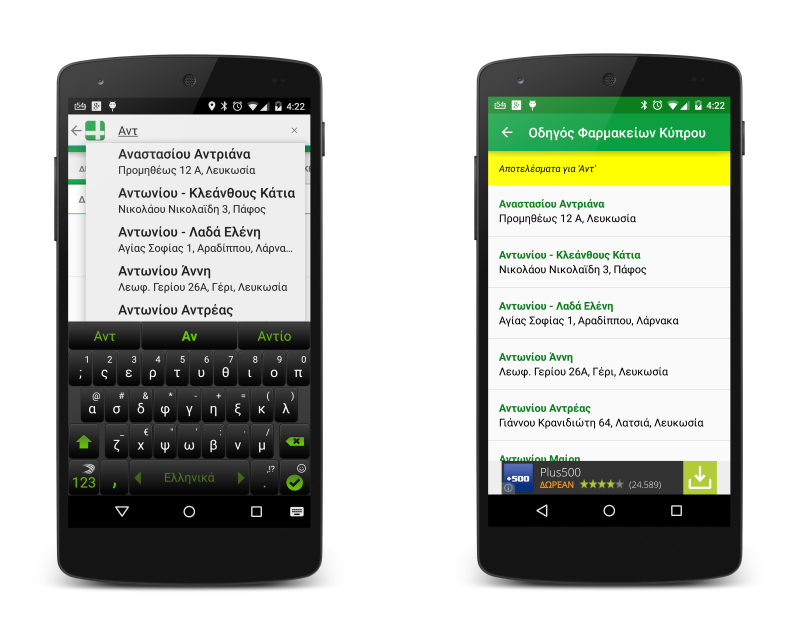 4:22
Αντ
Αναστασίου Αντριάνα
Προμηθέως 12 Α, Λευκωσία
Αντωνίου - Κλεάνθους Κάτια
Νικολάου Νικολαΐδη 3, Πάφος
Αντωνίου - Λαδά Ελένη
Αγίας Σοφίας 1, Αραδίππου, Λάρνα...
Αντωνίου Άννη
Λεωφ. Γερίου 26Α, Γέρι, Λευκωσία
Αντωνίου Αντρέας
Αντ Αν Αντίο
1 2 3 4 5 6 7 8 9 0
; ς ε ρ τ υ θ ι ο π
@ # & * - + = ( )
α σ δ φ γ η ξ κ λ
_ € " ' : /
ζ χ ψ ω β ν μ
123 , Ελληνικά ,!? .
4:22
Οδηγός Φαρμακείων Κύπρου
Αποτελέσματα για 'Αντ'
Αναστασίου Αντριάνα
Προμηθέως 12 Α, Λευκωσία
Αντωνίου - Κλεάνθους Κάτια
Νικολάου Νικολαΐδη 3, Πάφος
Αντωνίου - Λαδά Ελένη
Αγίας Σοφίας 1, Αραδίππου, Λάρνακα
Αντωνίου Άννη
Λεωφ. Γερίου 26Α, Γέρι, Λευκωσία
Αντωνίου Αντρέας
Γιάννου Κρανιδιώτη 64, Λατσιά, Λευκωσία
Αντωνίου Μαίρη
+500 Plus500
ΔΩΡΕΑΝ (24.589)